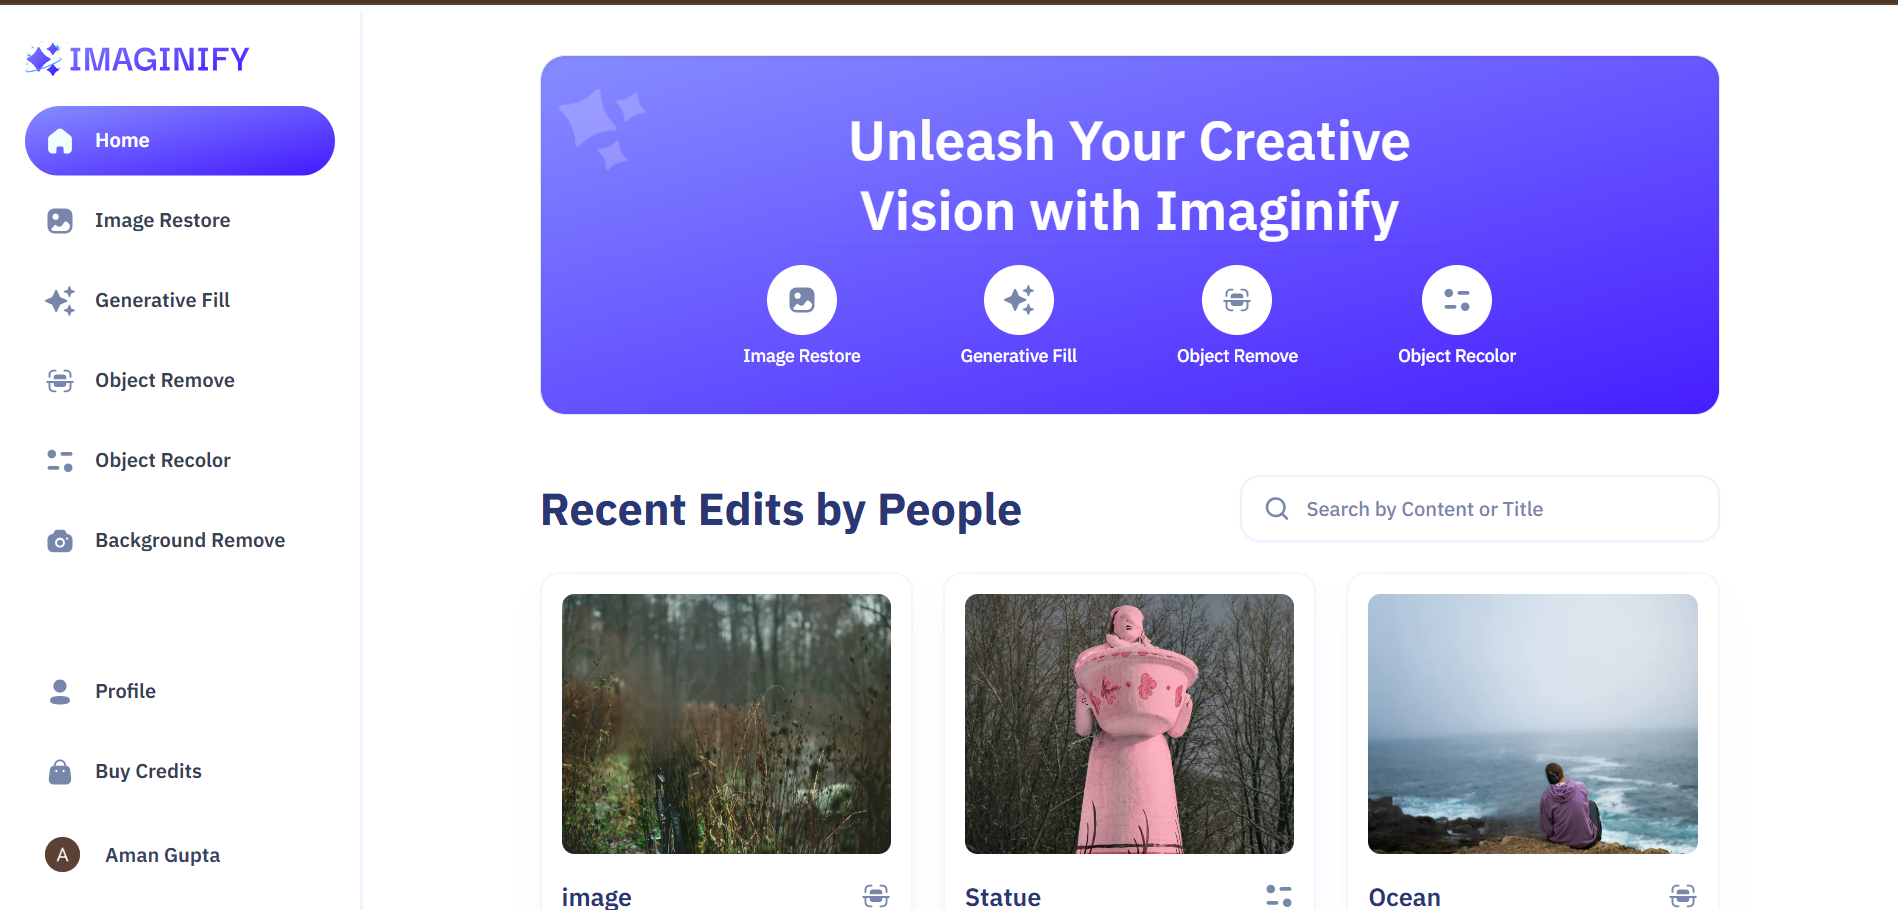 IMAGINIFY
Home
Image Restore
Generative Fill
Object Remove
Object Recolor
Background Remove
Profile
Buy Credits
A
Aman Gupta
Unleash Your Creative
Vision with Imaginify
Image Restore
Generative Fill
Object Remove
Object Recolor
Recent Edits by People
Search by Content or Title
image
Statue
Ocean